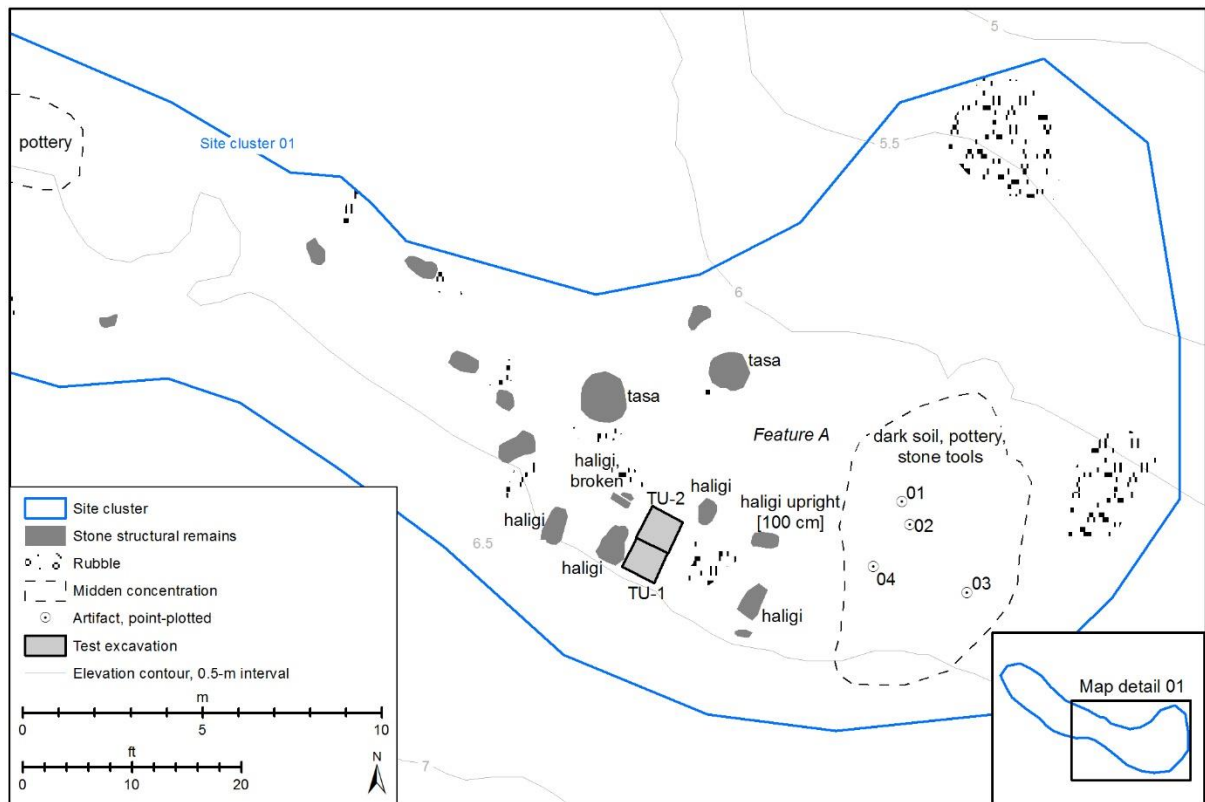 5
pottery
Site cluster 01
5.5
6
tasa
tasa
Feature A
dark soil, pottery,
stone tools
haligi,
broken
TU-2
haligi
haligi upright
[100 cm]
01
02
haligi
6.5
haligi
TU-1
04
03
haligi
Site cluster
Stone structural remains
Rubble
Midden concentration
Artifact, point-plotted
Test excavation
Elevation contour, 0.5-m interval
m
0 5 10
ft
0 10 20
N
7
Map detail 01